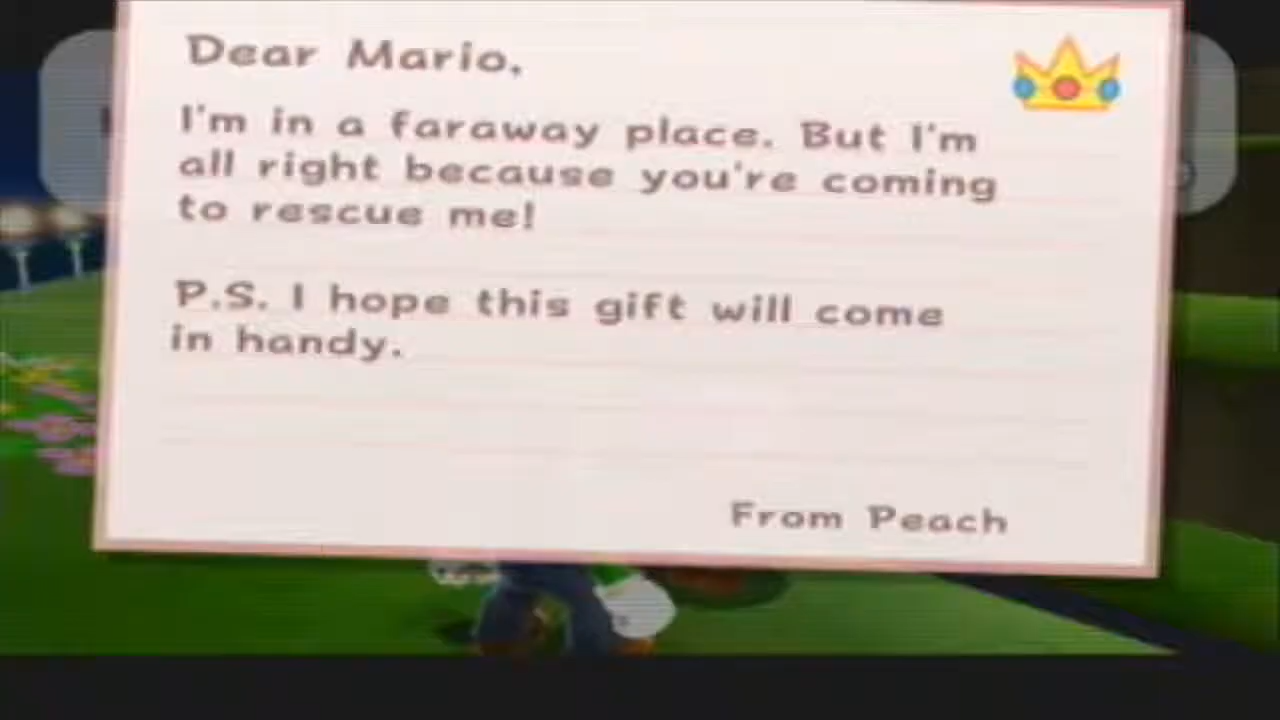 Dear Mario,
I'm in a faraway place. But I'm
all right because you're coming
to rescue me!
P.S. I hope this gift will come
in handy.
From Peach